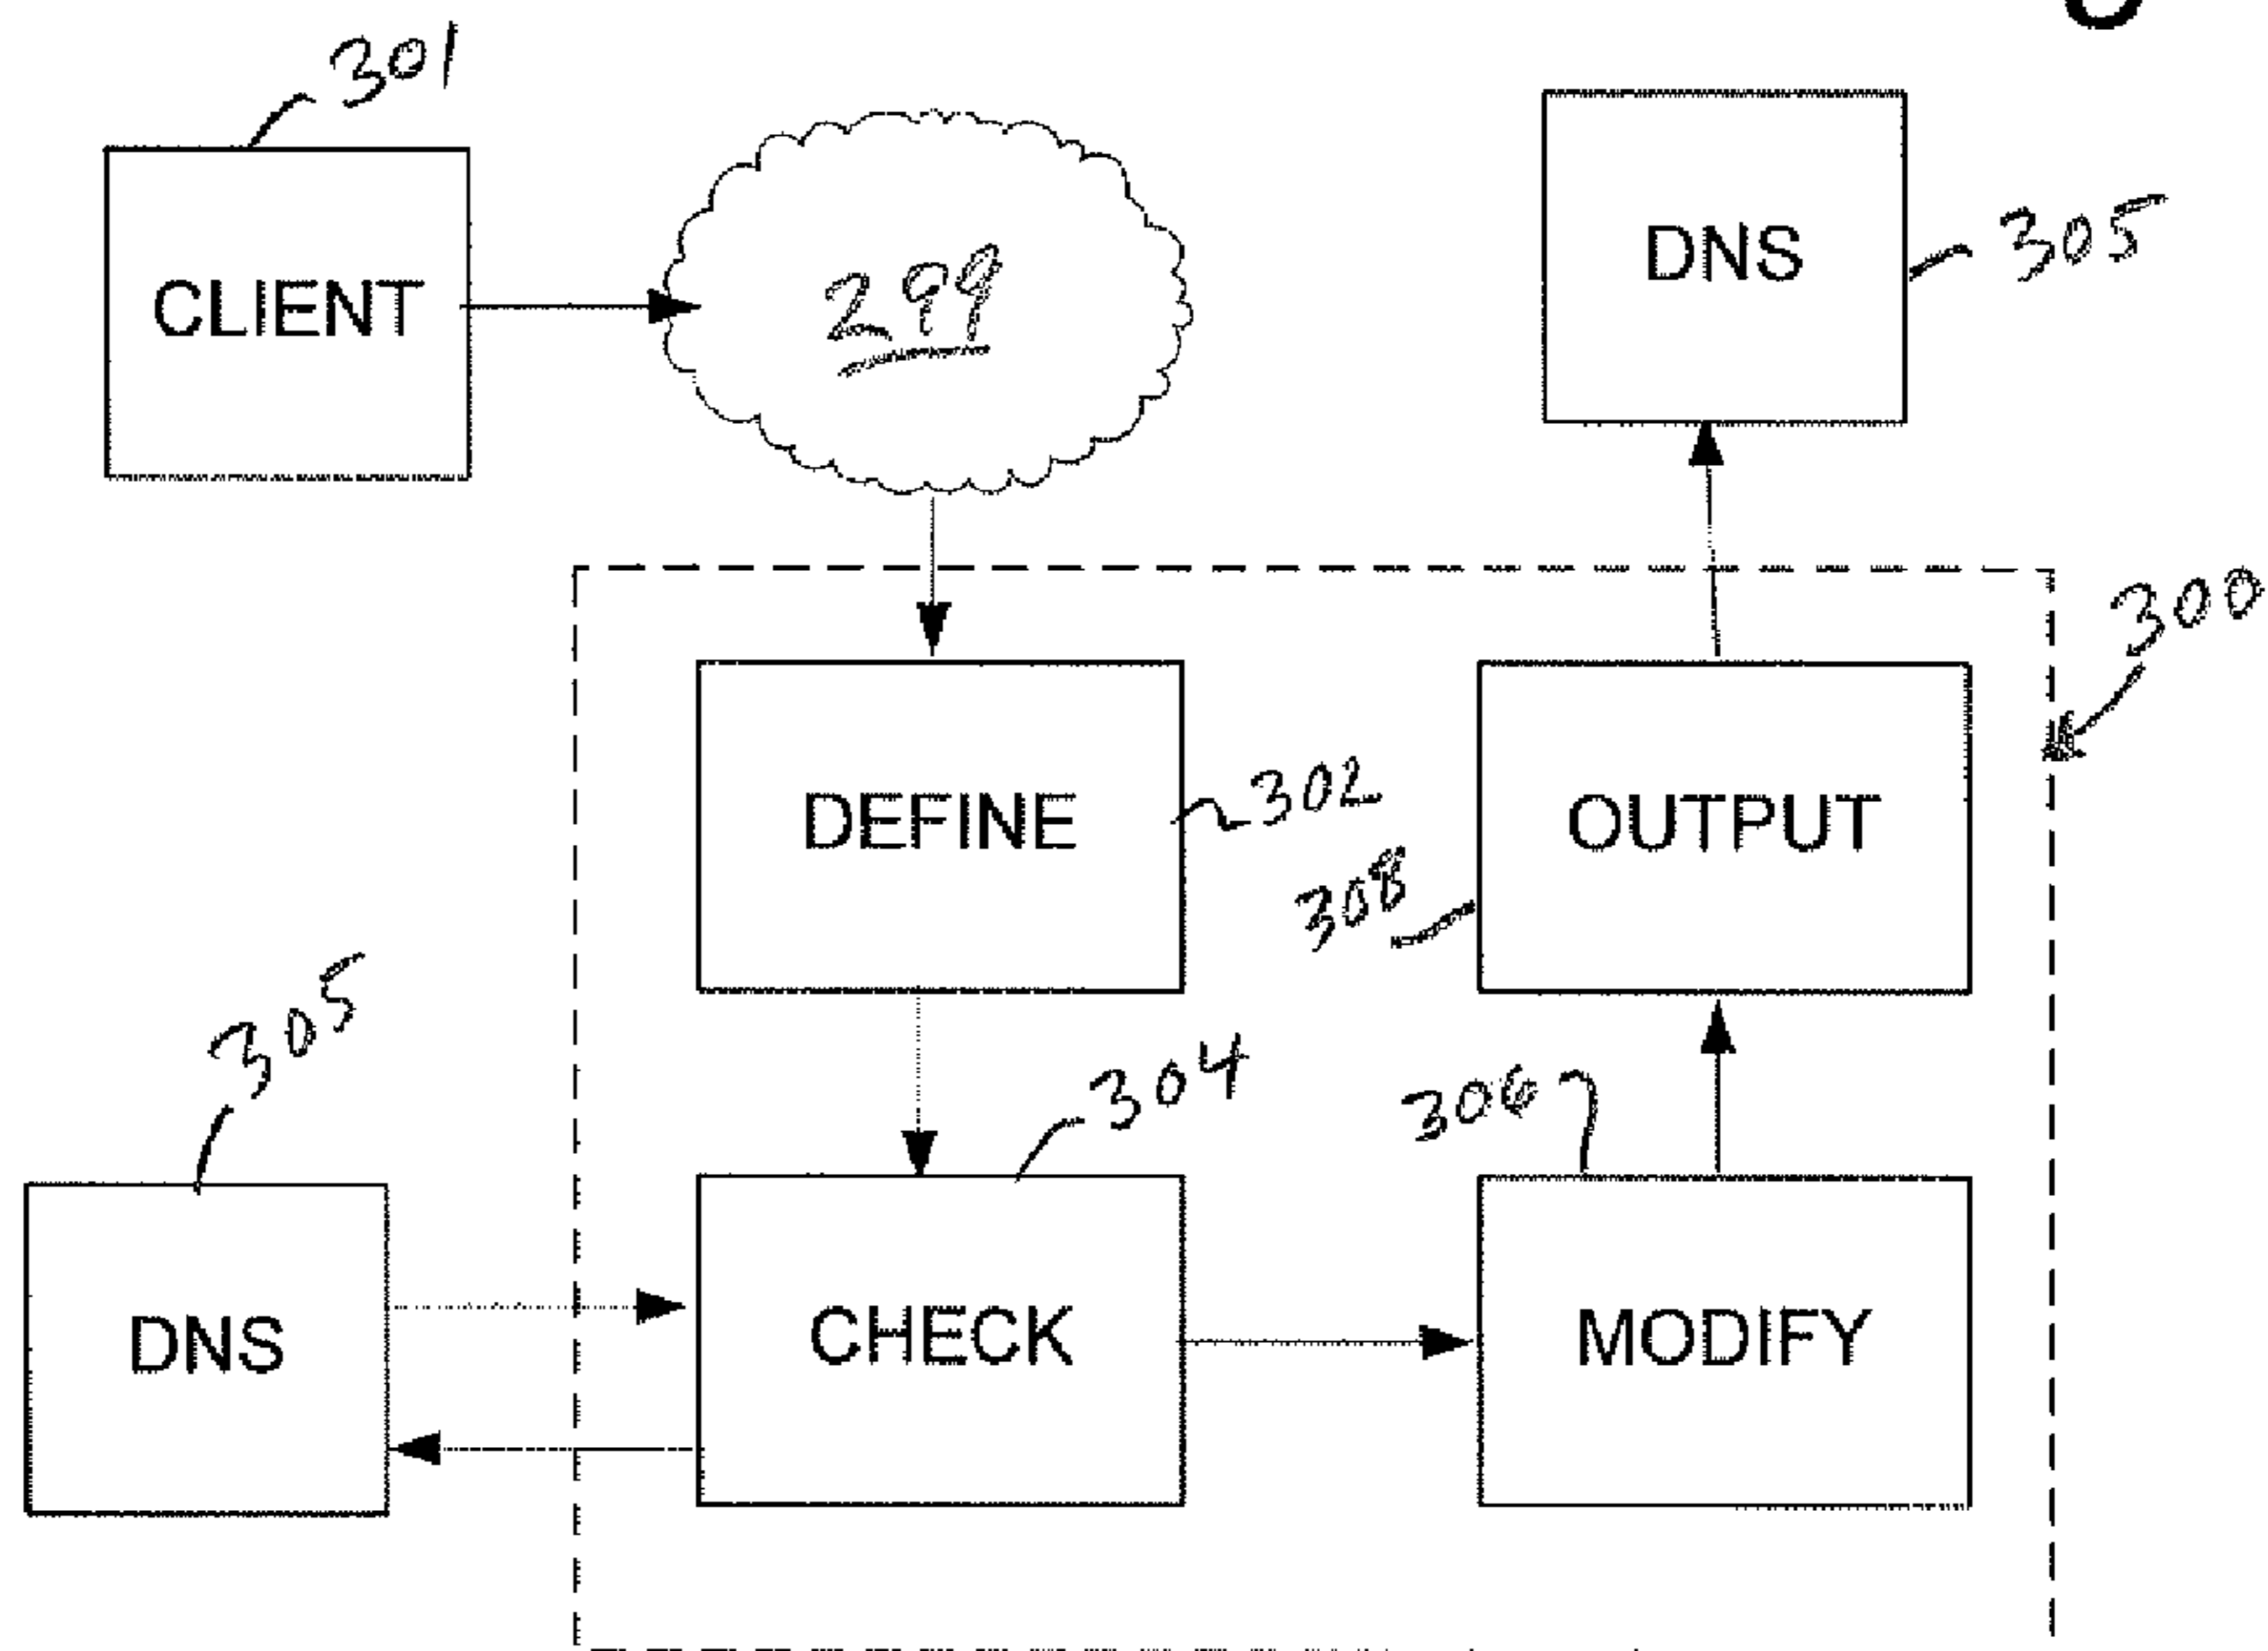 301
CLIENT
299
DNS
305
300
DEFINE
302
308
OUTPUT
305
304
306
DNS
CHECK
MODIFY